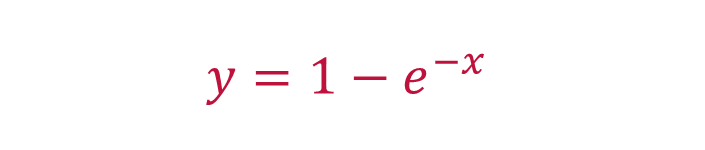 y = 1 − e^{−x}